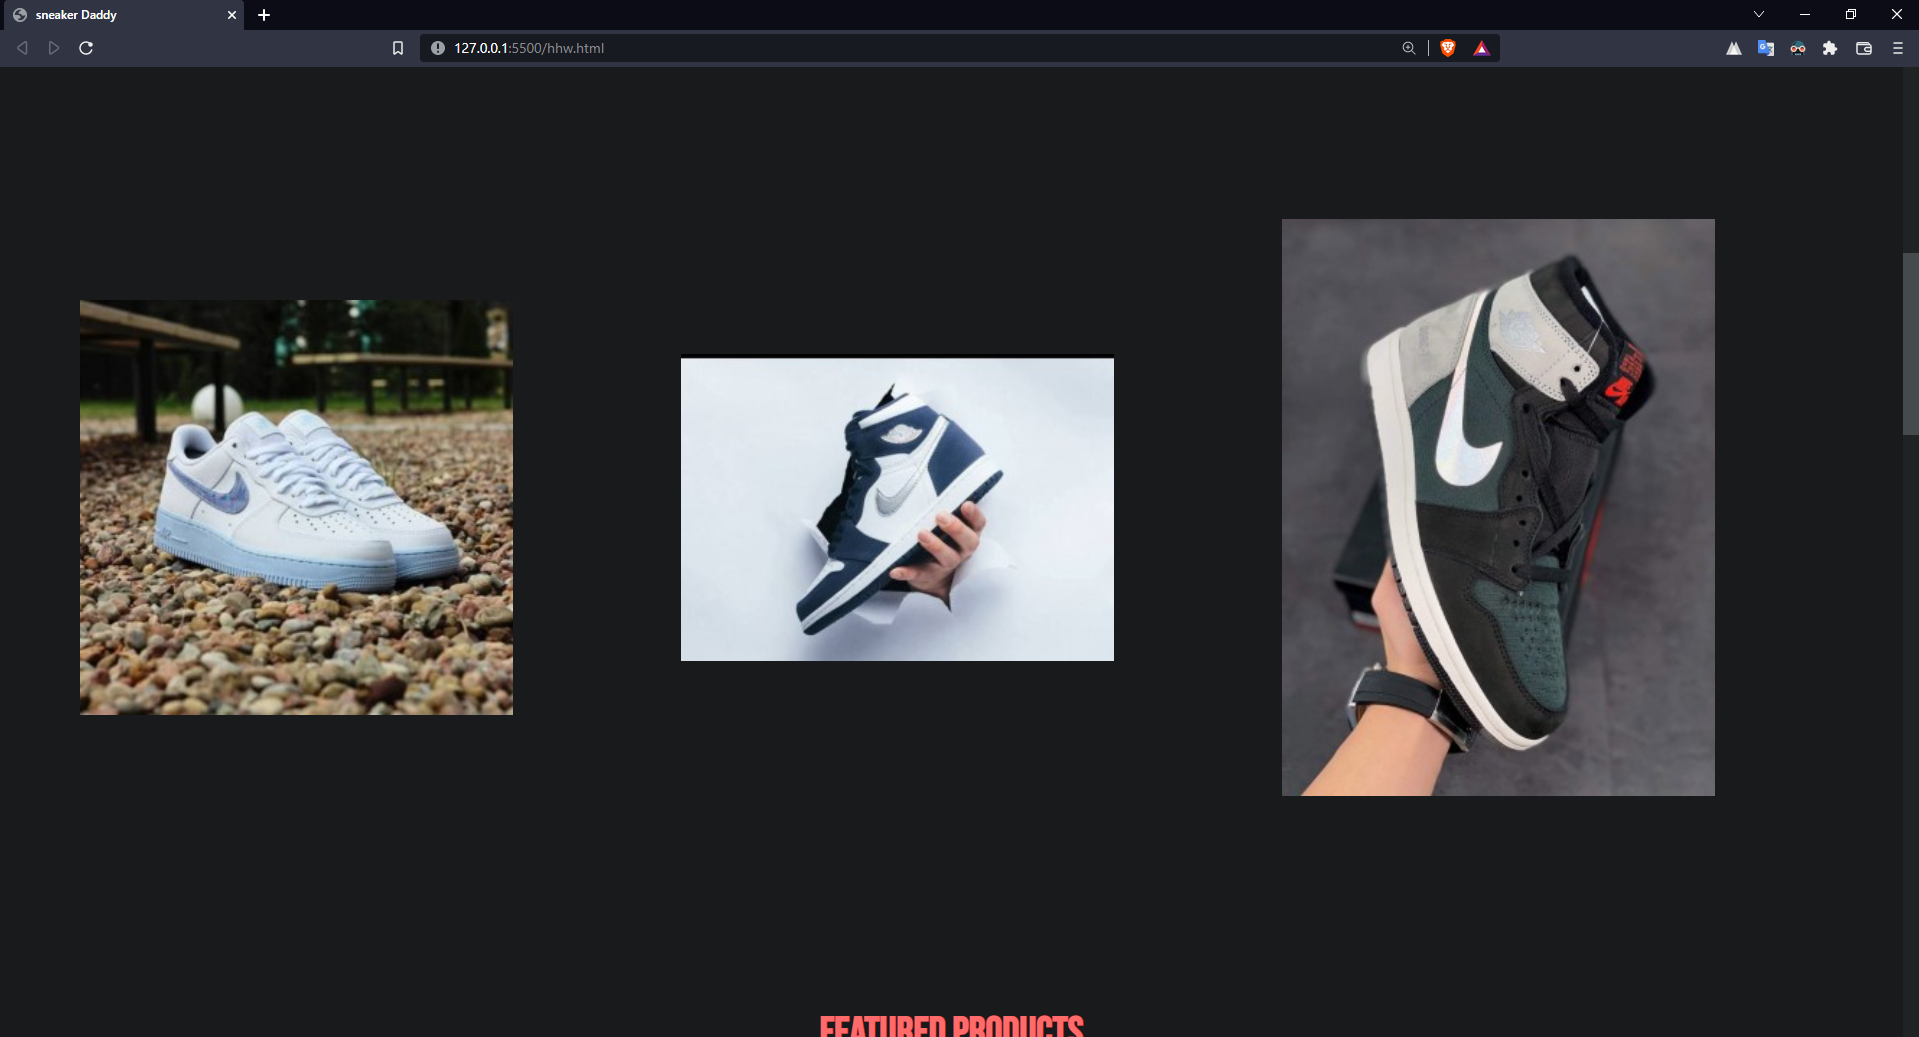 sneaker Daddy
127.0.0.1:5500/hhw.html
FEATURED PRODUCTS